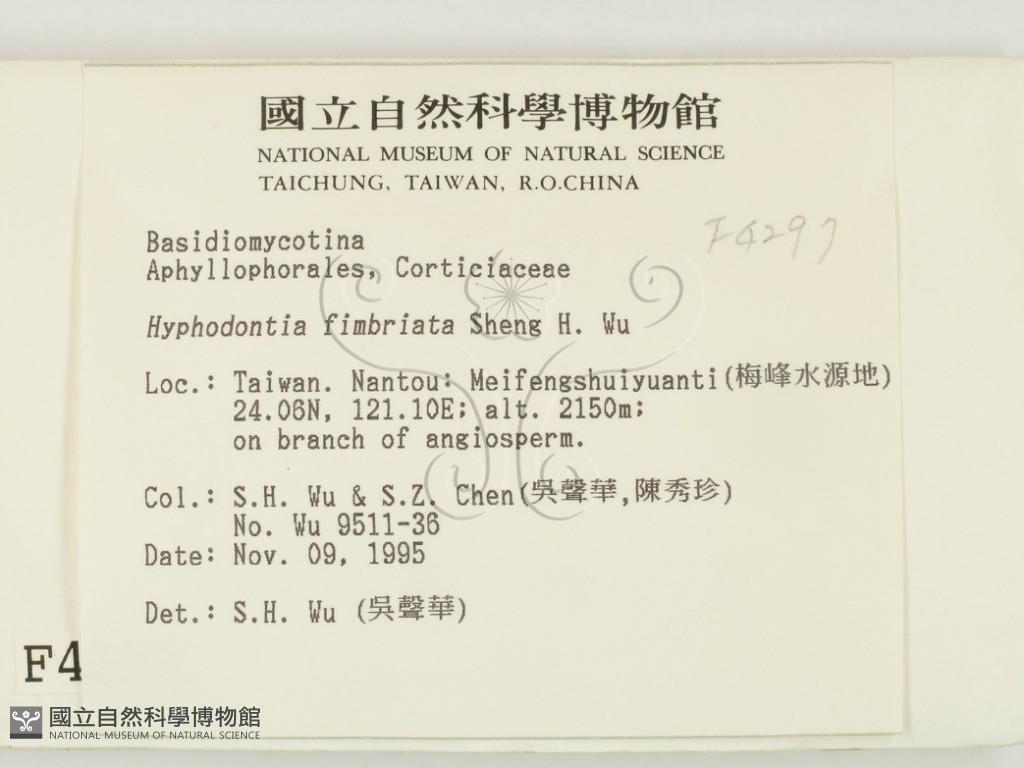 國立自然科學博物館
NATIONAL MUSEUM OF NATURAL SCIENCE
TAICHUNG, TAIWAN, R.O.CHINA
F4297
Basidiomycotina
Aphyllophorales, Corticiaceae
Hyphodontia fimbriata Sheng H. Wu
Loc.: Taiwan. Nantou: Meifengshuiyuanti(梅峰水源地)
24.06N, 121.10E; alt. 2150m;
on branch of angiosperm.
Col.: S.H. Wu & S.Z. Chen(吳聲華,陳秀珍)
No. Wu 9511-36
Date: Nov. 09, 1995
Det.: S.H. Wu (吳聲華)
F4
國立自然科學博物館
NATIONAL MUSEUM OF NATURAL SCIENCE